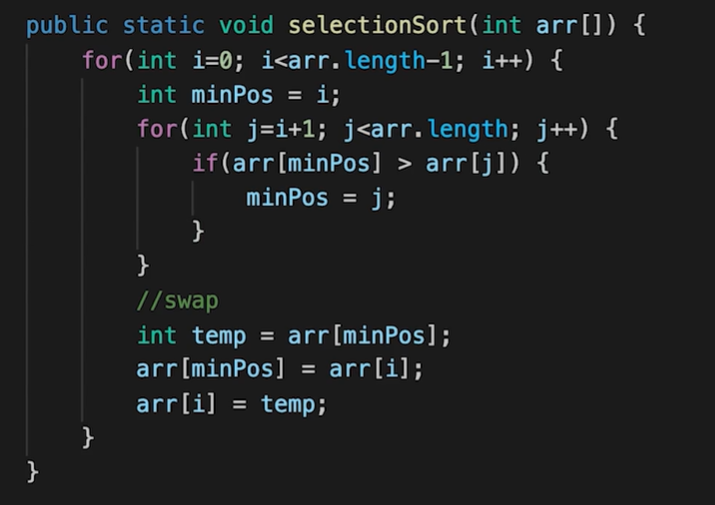 public static void selectionSort(int arr[]) {
    for(int i=0; i<arr.length-1; i++) {
        int minPos = i;
        for(int j=i+1; j<arr.length; j++) {
            if(arr[minPos] > arr[j]) {
                minPos = j;
            }
        }
        //swap
        int temp = arr[minPos];
        arr[minPos] = arr[i];
        arr[i] = temp;
    }
}